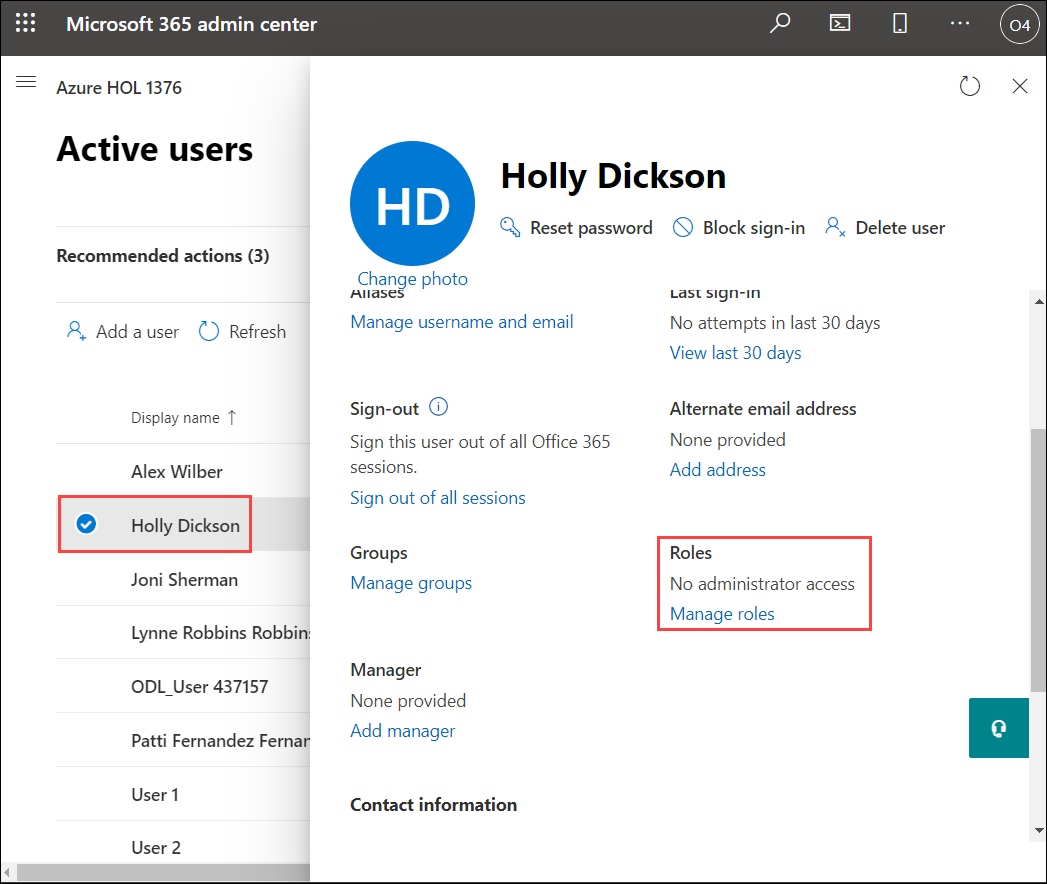 Microsoft 365 admin center
O4
Azure HOL 1376
Active users
Recommended actions (3)
Add a user
Refresh
Display name ↑
Alex Wilber
Holly Dickson
Joni Sherman
Lynne Robbins Robbins
ODL_User 437157
Patti Fernandez Fernan
User 1
User 2
HD
Change photo
Holly Dickson
Reset password
Block sign-in
Delete user
Aliases
Manage username and email
Last sign-in
No attempts in last 30 days
View last 30 days
Sign-out
Sign this user out of all Office 365
sessions.
Sign out of all sessions
Alternate email address
None provided
Add address
Groups
Manage groups
Roles
No administrator access
Manage roles
Manager
None provided
Add manager
Contact information